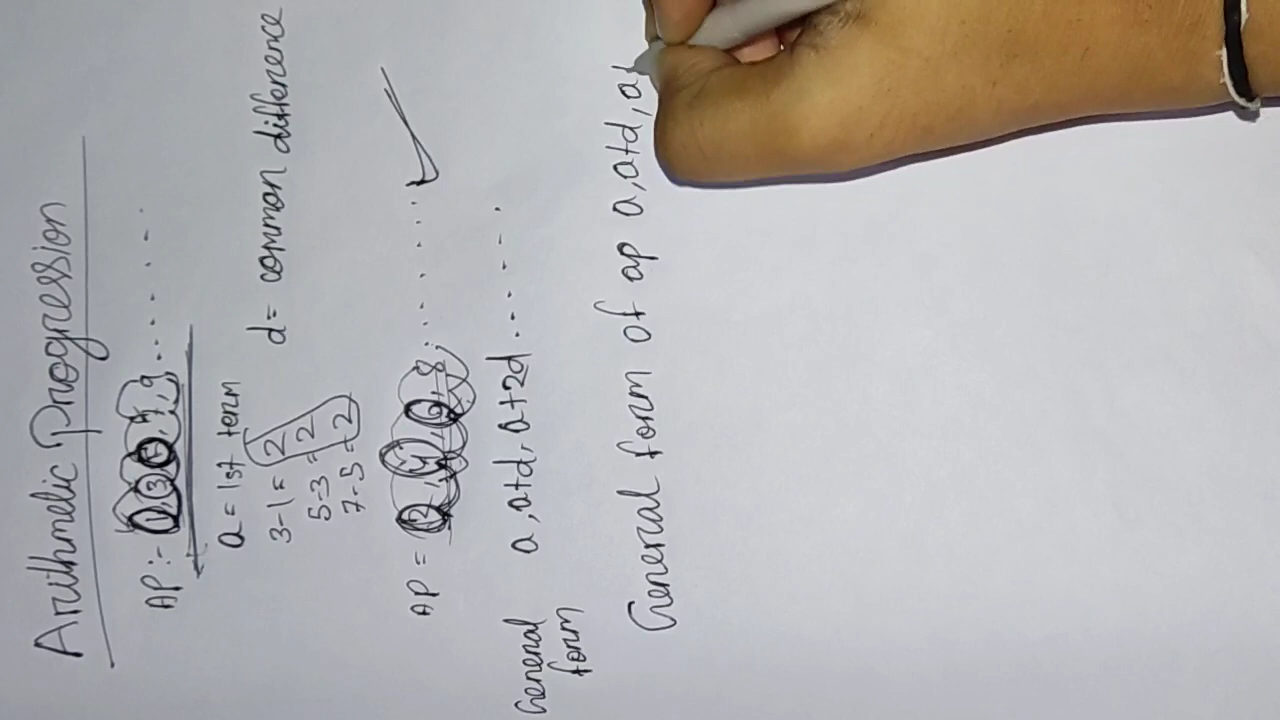 Arithmetic Progression
AP:- 1, 3, 5, 7, 9, ......
a = 1st term d = common difference
3-1 = 2
5-3 = 2
7-5 = 2
AP = 2, 4, 6, 8, .......
General form a, a+d, a+2d .......
General form of ap a, a+d, a+